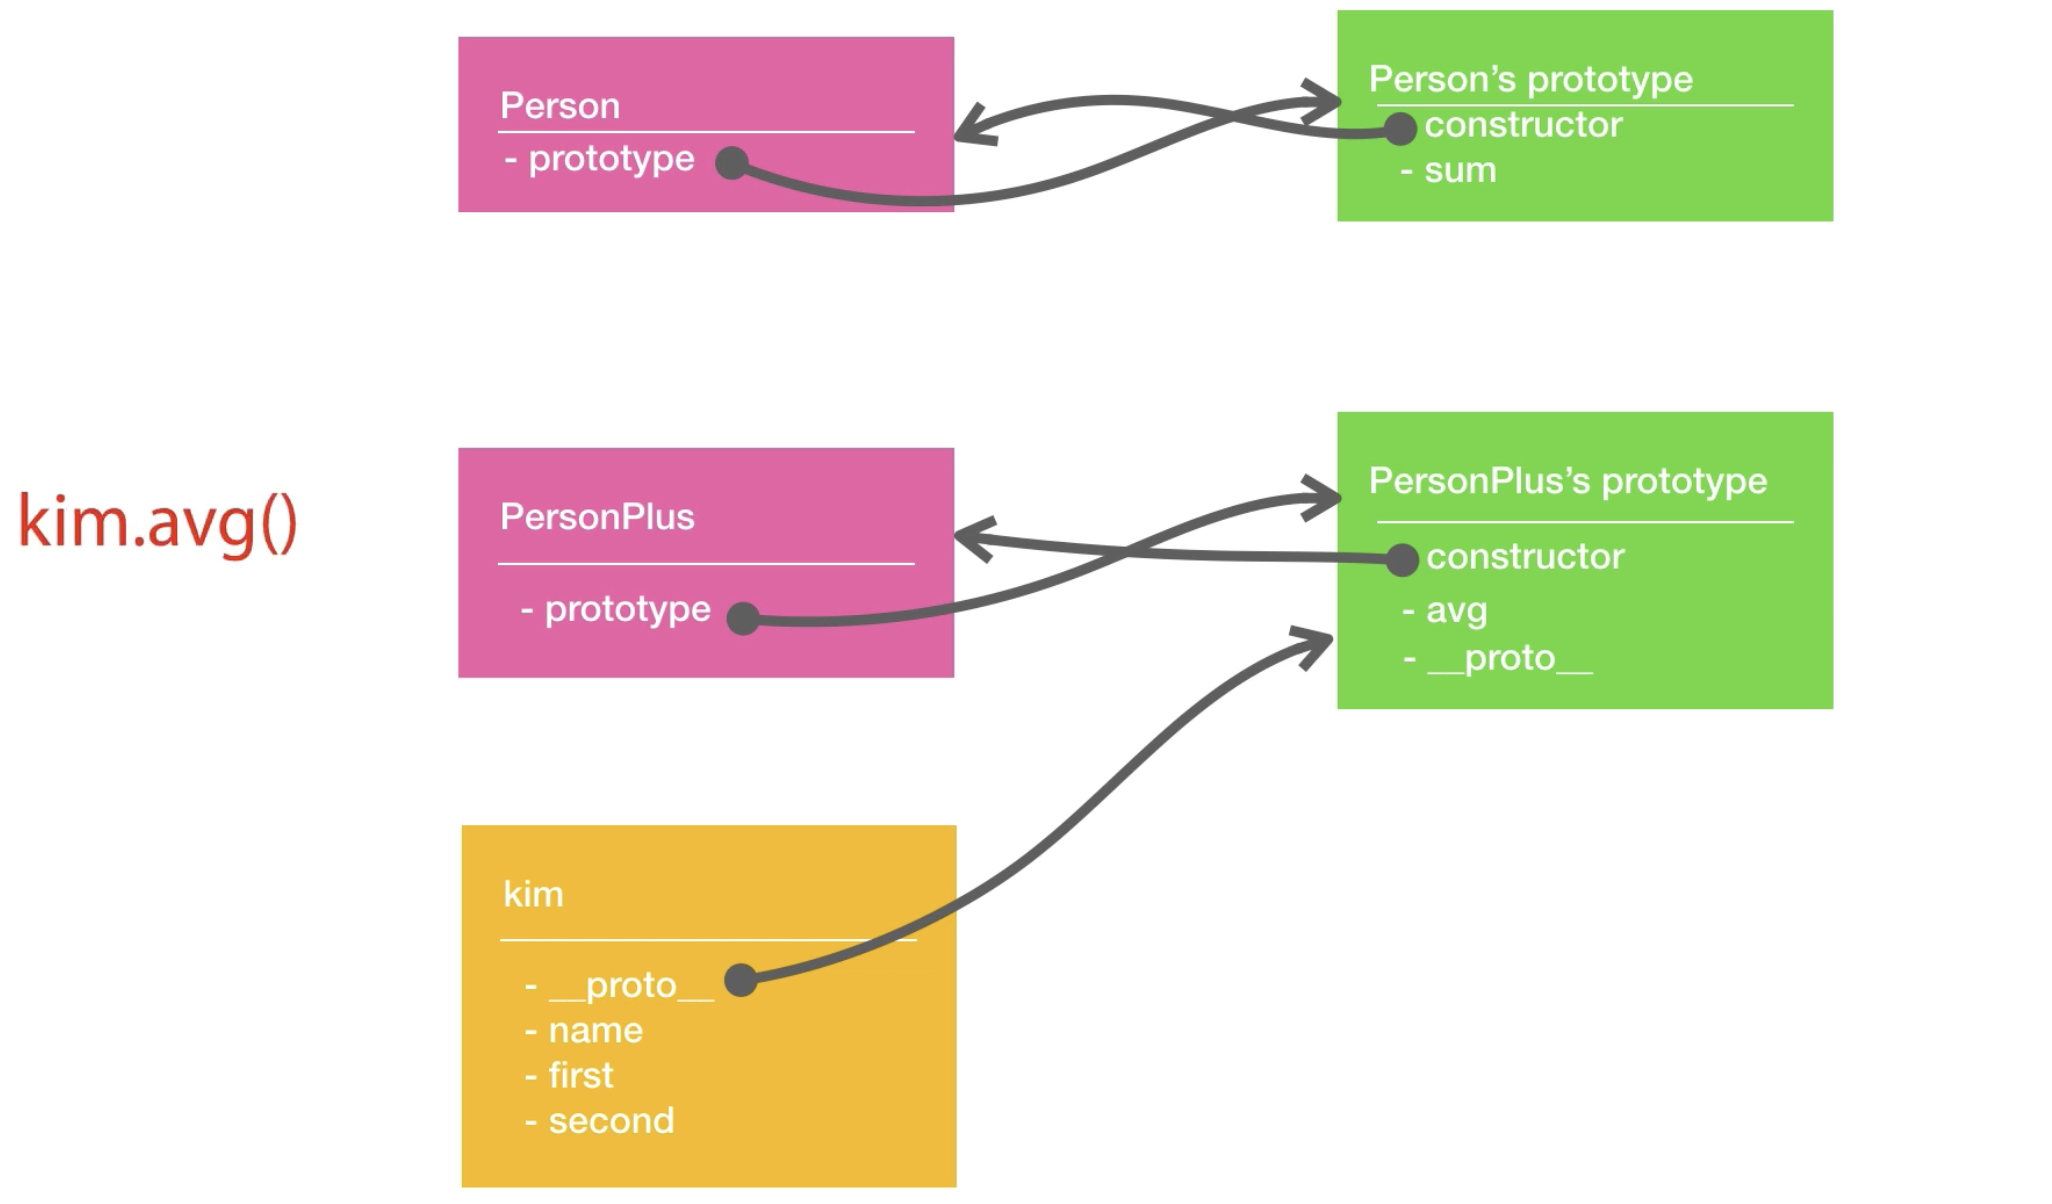 Person
- prototype
Person’s prototype
constructor
- sum
kim.avg()
PersonPlus
- prototype
PersonPlus’s prototype
constructor
- avg
- __proto__
kim
- __proto__
- name
- first
- second